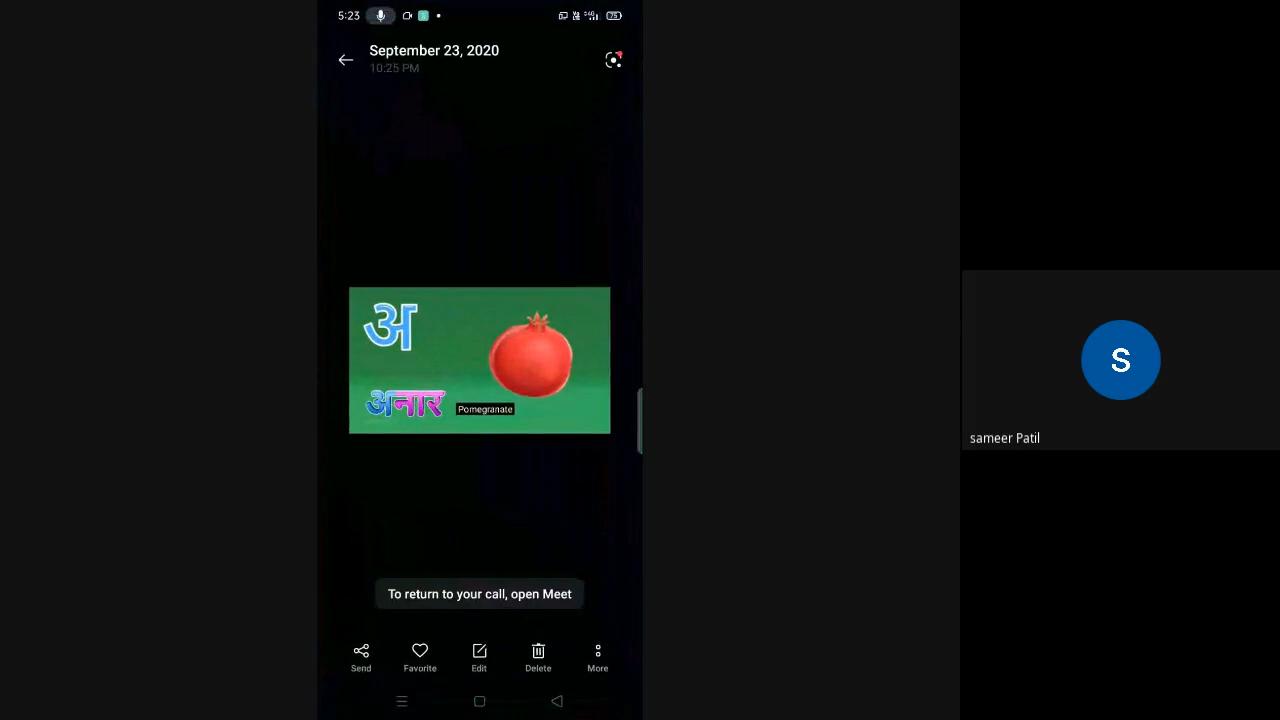 5:23
75
September 23, 2020
10:25 PM
अ
अनार
Pomegranate
To return to your call, open Meet
Send Favorite Edit Delete More
S
sameer Patil